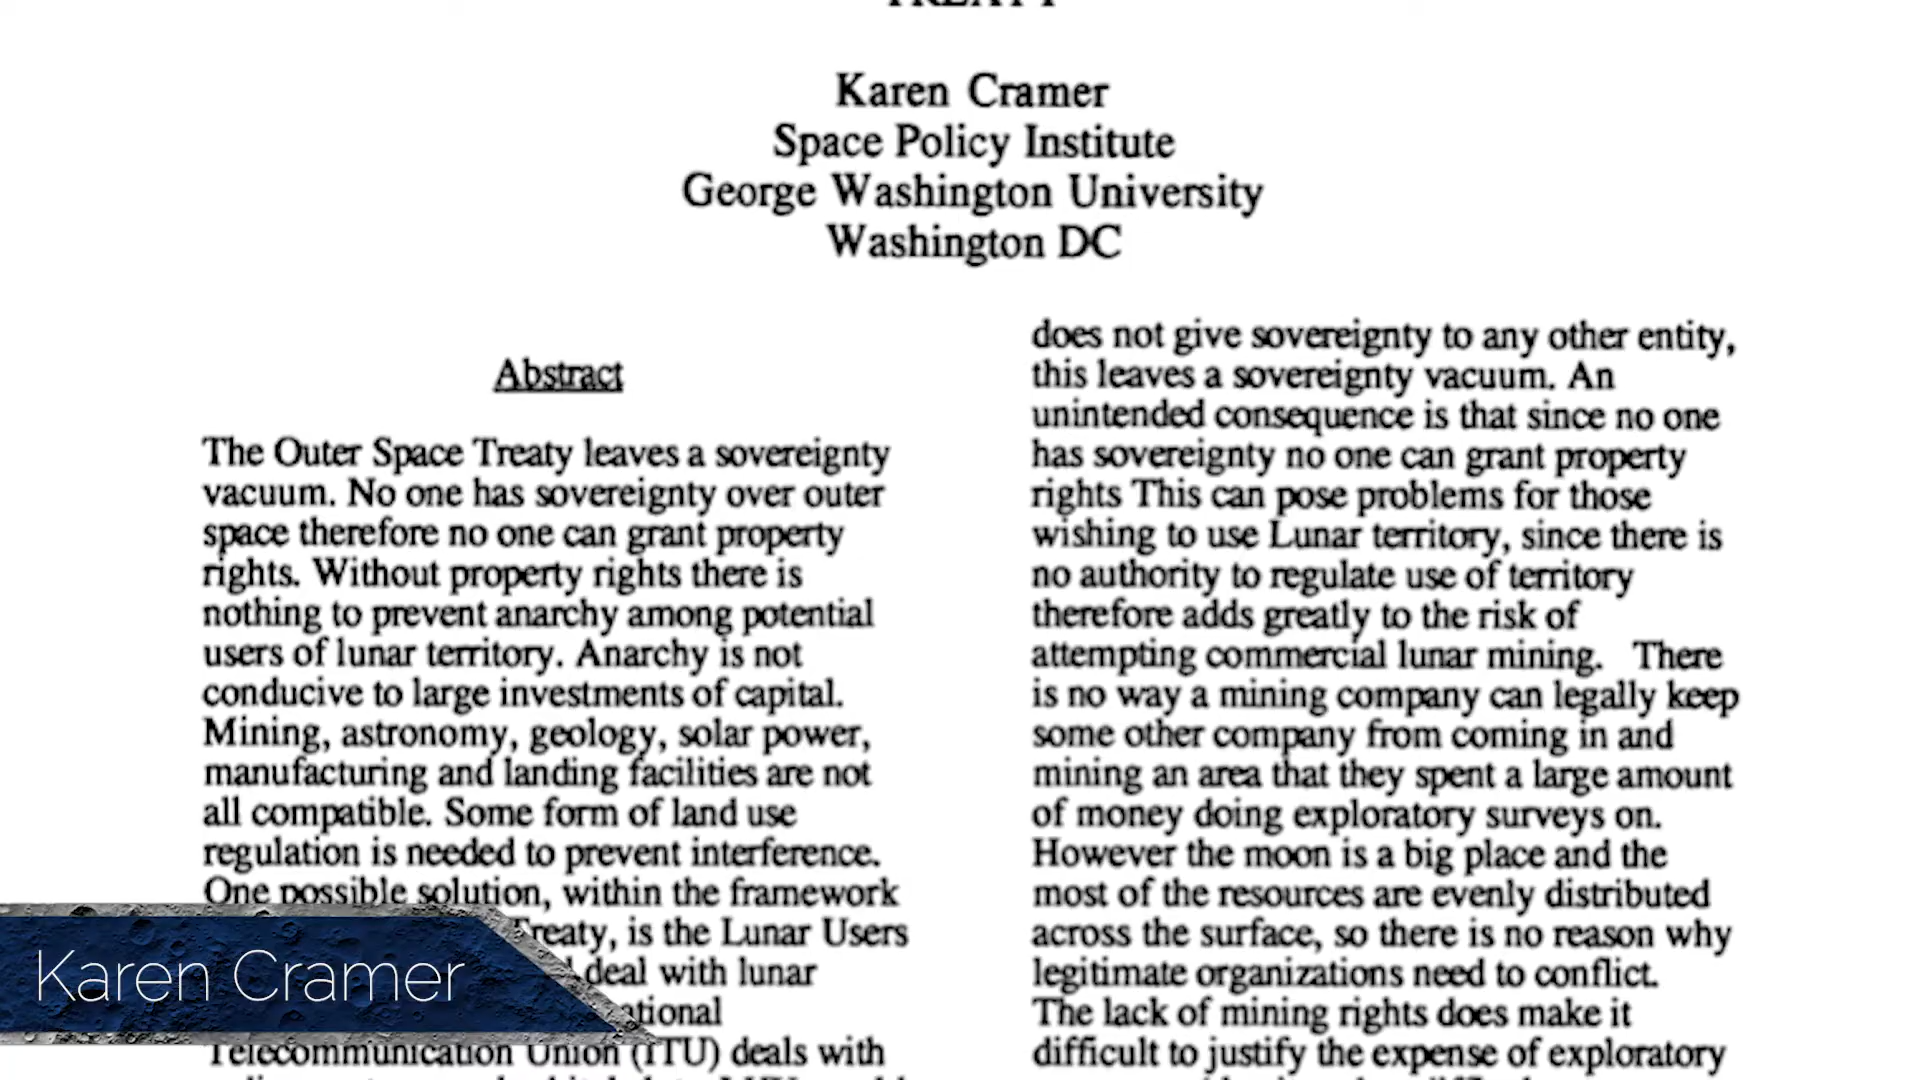 TREATY
Karen Cramer
Space Policy Institute
George Washington University
Washington DC
Abstract
The Outer Space Treaty leaves a sovereignty
vacuum. No one has sovereignty over outer
space therefore no one can grant property
rights. Without property rights there is
nothing to prevent anarchy among potential
users of lunar territory. Anarchy is not
conducive to large investments of capital.
Mining, astronomy, geology, solar power,
manufacturing and landing facilities are not
all compatible. Some form of land use
regulation is needed to prevent interference.
One possible solution, within the framework
Treaty, is the Lunar Users
deal with lunar
Telecommunication Union (ITU) deals with
does not give sovereignty to any other entity,
this leaves a sovereignty vacuum. An
unintended consequence is that since no one
has sovereignty no one can grant property
rights This can pose problems for those
wishing to use Lunar territory, since there is
no authority to regulate use of territory
therefore adds greatly to the risk of
attempting commercial lunar mining. There
is no way a mining company can legally keep
some other company from coming in and
mining an area that they spent a large amount
of money doing exploratory surveys on.
However the moon is a big place and the
most of the resources are evenly distributed
across the surface, so there is no reason why
legitimate organizations need to conflict.
The lack of mining rights does make it
difficult to justify the expense of exploratory
Karen Cramer